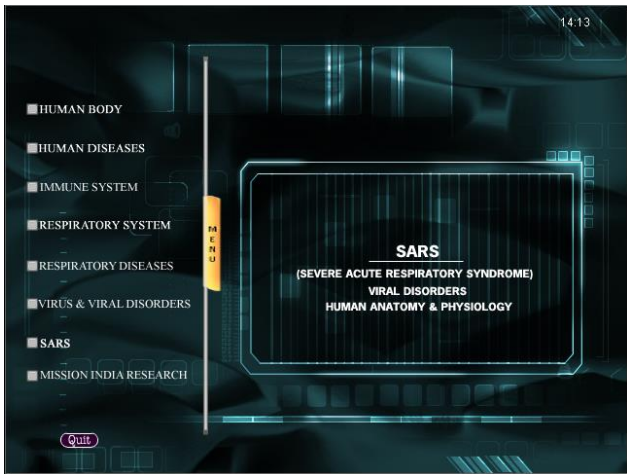 14:13
HUMAN BODY
HUMAN DISEASES
IMMUNE SYSTEM
RESPIRATORY SYSTEM
RESPIRATORY DISEASES
VIRUS & VIRAL DISORDERS
SARS
MISSION INDIA RESEARCH
Quit
MENU
SARS
(SEVERE ACUTE RESPIRATORY SYNDROME)
VIRAL DISORDERS
HUMAN ANATOMY & PHYSIOLOGY